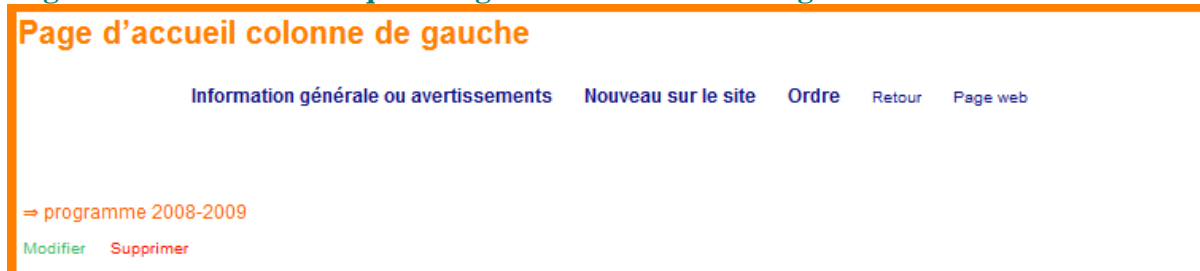 Page d’accueil colonne de gauche
Information générale ou avertissements Nouveau sur le site Ordre Retour Page web
⇒ programme 2008-2009
Modifier Supprimer